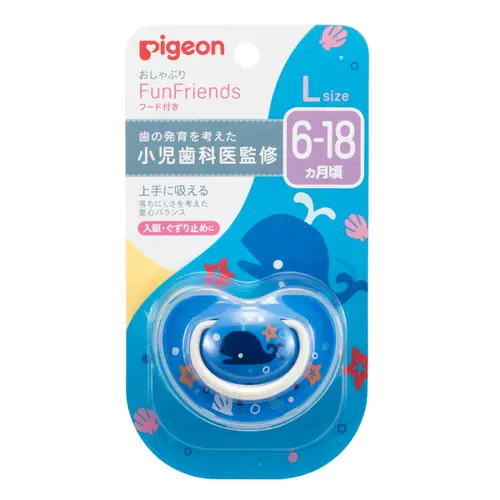 Pigeon
おしゃぶり
FunFriends
フード付き
L size
歯の発育を考えた
小児歯科医監修
6-18
ヵ月頃
上手に吸える
落ちにくさを考えた
重心バランス
入眠・ぐずり止めに